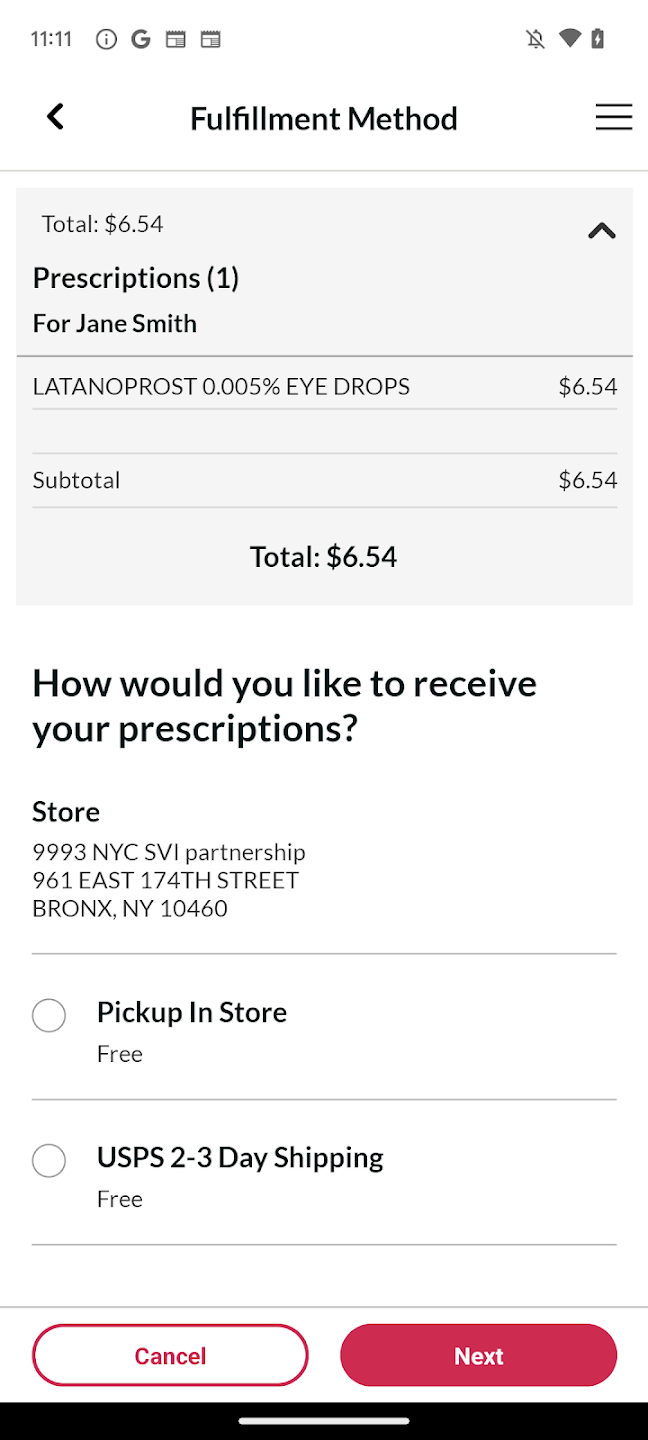 11:11
Fulfillment Method
Total: $6.54
Prescriptions (1)
For Jane Smith
LATANOPROST 0.005% EYE DROPS $6.54
Subtotal $6.54
Total: $6.54
How would you like to receive
your prescriptions?
Store
9993 NYC SVI partnership
961 EAST 174TH STREET
BRONX, NY 10460
Pickup In Store
Free
USPS 2-3 Day Shipping
Free
Cancel Next